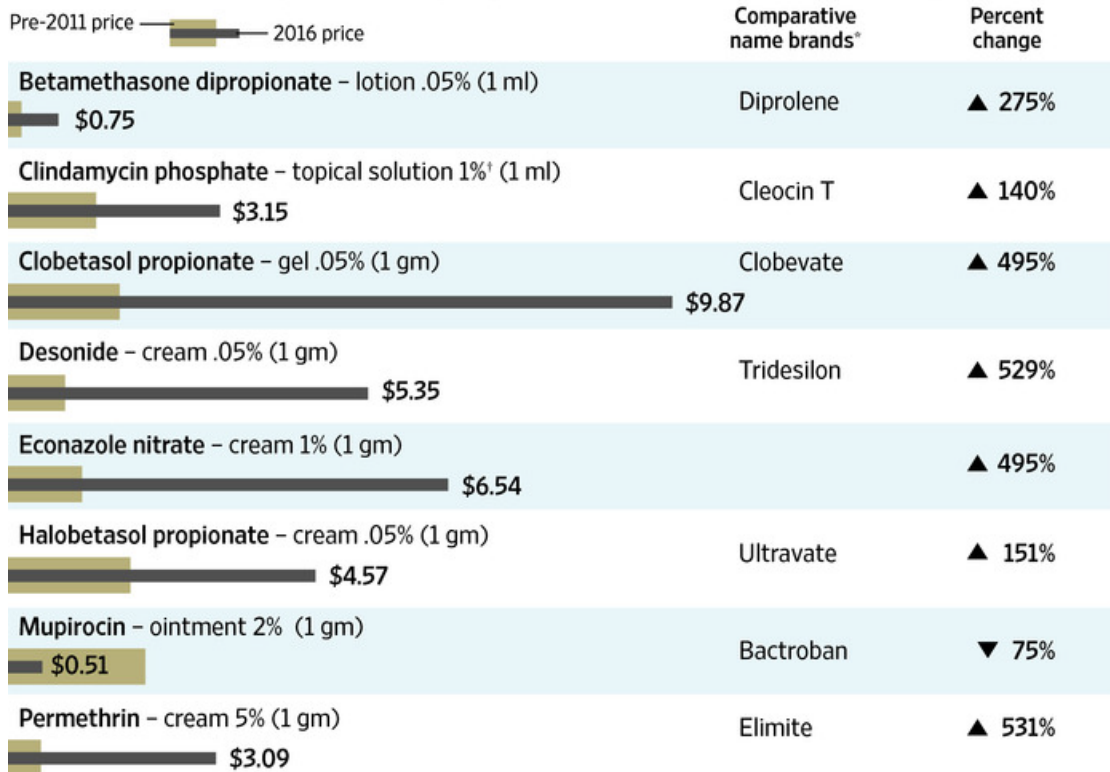 Pre-2011 price
2016 price
Comparative
name brands*
Percent
change
Betamethasone dipropionate – lotion .05% (1 ml)
$0.75
Diprolene
▲ 275%
Clindamycin phosphate – topical solution 1%† (1 ml)
$3.15
Cleocin T
▲ 140%
Clobetasol propionate – gel .05% (1 gm)
$9.87
Clobevate
▲ 495%
Desonide – cream .05% (1 gm)
$5.35
Tridesilon
▲ 529%
Econazole nitrate – cream 1% (1 gm)
$6.54
▲ 495%
Halobetasol propionate – cream .05% (1 gm)
$4.57
Ultravate
▲ 151%
Mupirocin – ointment 2% (1 gm)
$0.51
Bactroban
▼ 75%
Permethrin – cream 5% (1 gm)
$3.09
Elimite
▲ 531%